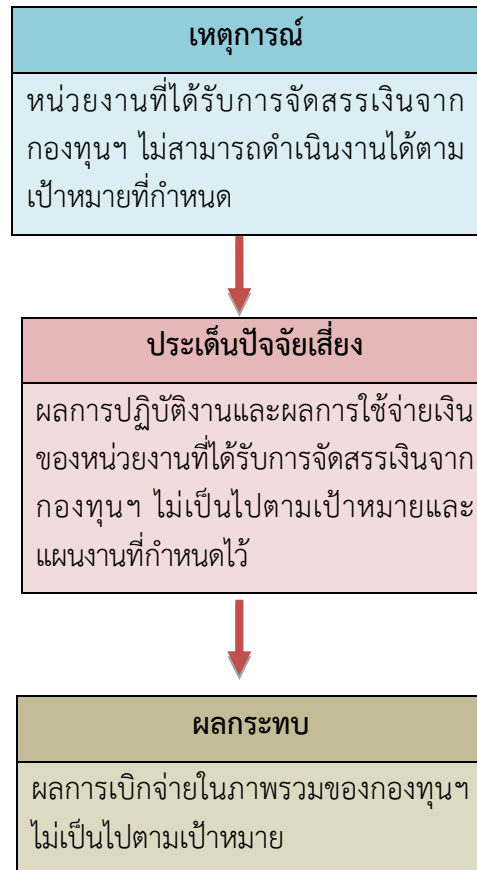 เหตุการณ์
หน่วยงานที่ได้รับการจัดสรรเงินจาก
กองทุนฯ ไม่สามารถดำเนินงานได้ตาม
เป้าหมายที่กำหนด
ประเด็นปัจจัยเสี่ยง
ผลการปฏิบัติงานและผลการใช้จ่ายเงิน
ของหน่วยงานที่ได้รับการจัดสรรเงินจาก
กองทุนฯ ไม่เป็นไปตามเป้าหมายและ
แผนงานที่กำหนดไว้
ผลกระทบ
ผลการเบิกจ่ายในภาพรวมของกองทุนฯ
ไม่เป็นไปตามเป้าหมาย